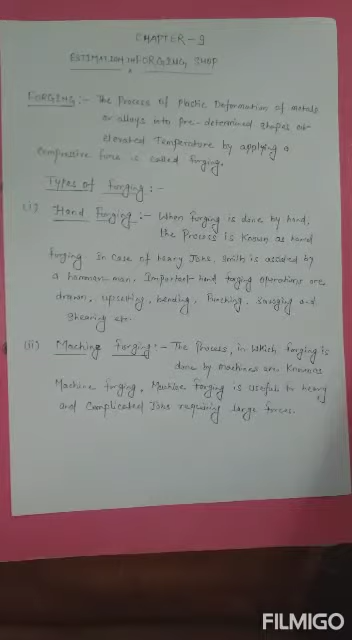 CHAPTER-9
ESTIMATION IN FORGING SHOP
FORGING:- The Process of Plastic Deformation of metals
or alloys into pre-determined shapes at
elevated Temperature by applying a
compressive force is called forging.
Types of forging:-
(i) Hand forging:- When forging is done by hand,
the process is known as hand
forging. In case of heavy Jobs, smith is assisted by
a hammer-man. Important hand forging operations are
drawn, upsetting, bending, Punching, swaging and
shearing etc.
(ii) Machine forging:- The Process, in which forging is
done by machines are known as
Machine forging. Machine forging is useful to heavy
and Complicated Jobs requiring large forces.
FILMIGO